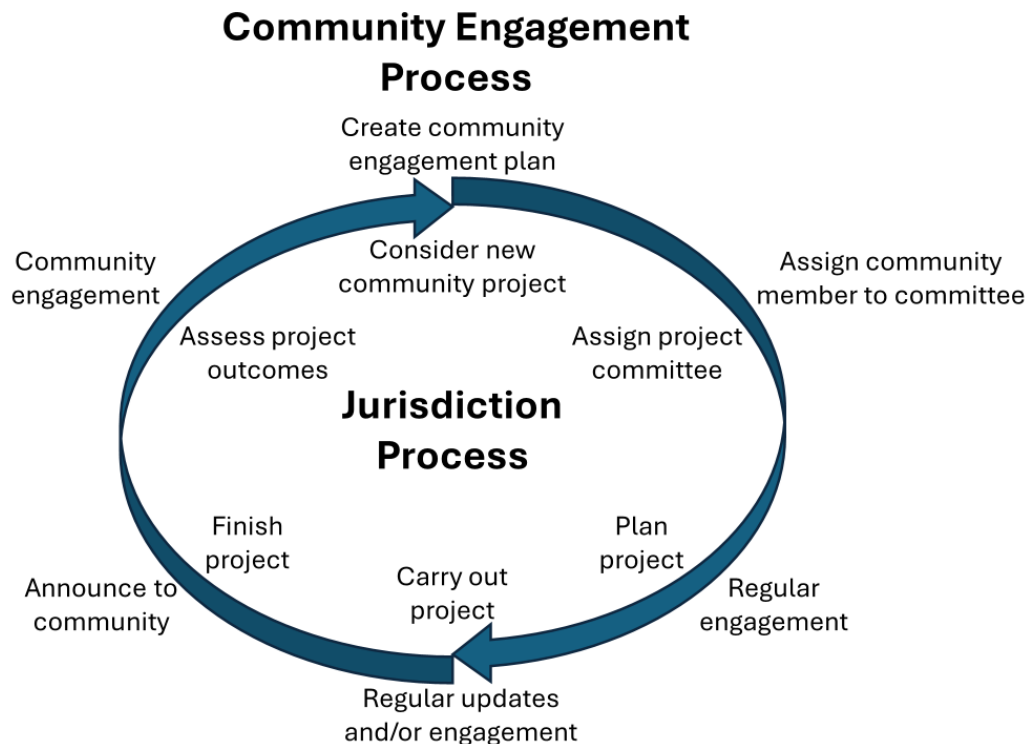 Community Engagement
Process
Create community
engagement plan
Consider new
community project
Community
engagement
Assign community
member to committee
Assess project
outcomes
Assign project
committee
Jurisdiction
Process
Finish
project
Plan
project
Carry out
project
Announce to
community
Regular
engagement
Regular updates
and/or engagement